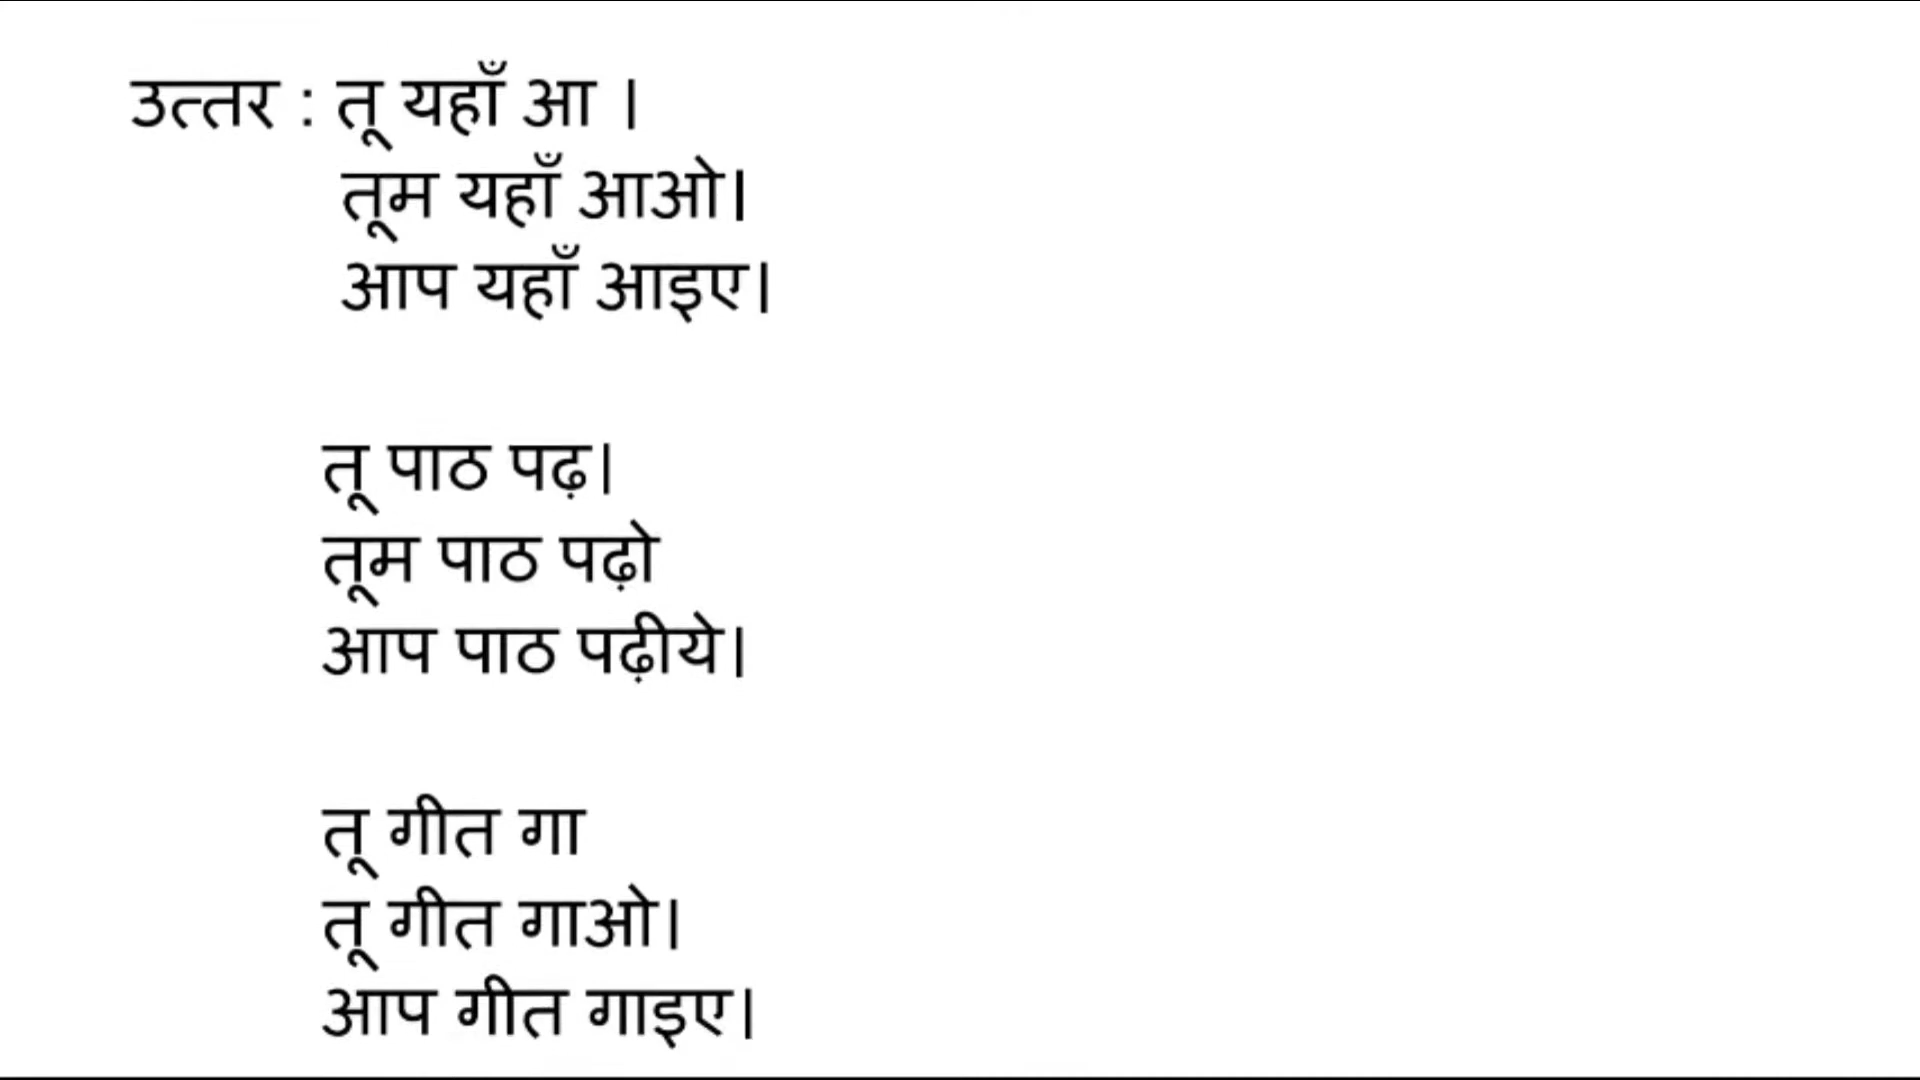 उत्तर : तू यहाँ आ ।
तूम यहाँ आओ।
आप यहाँ आइए।
तू पाठ पढ़।
तूम पाठ पढ़ो
आप पाठ पढ़ीये।
तू गीत गा
तू गीत गाओ।
आप गीत गाइए।